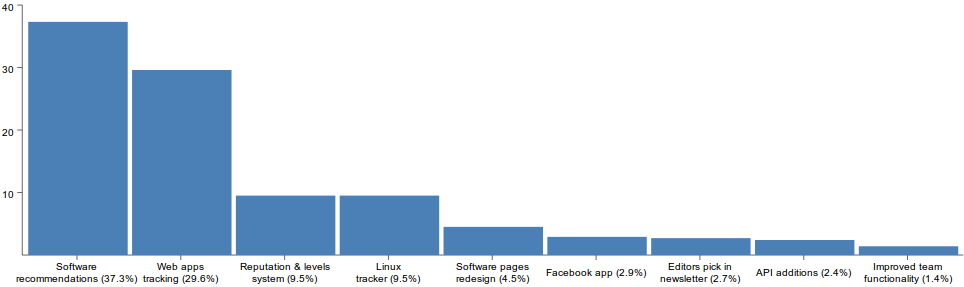 40
30
20
10
Software
recommendations (37.3%)
Web apps
tracking (29.6%)
Reputation & levels
system (9.5%)
Linux
tracker (9.5%)
Software pages
redesign (4.5%)
Facebook app (2.9%)
Editors pick in
newsletter (2.7%)
API additions (2.4%)
Improved team
functionality (1.4%)